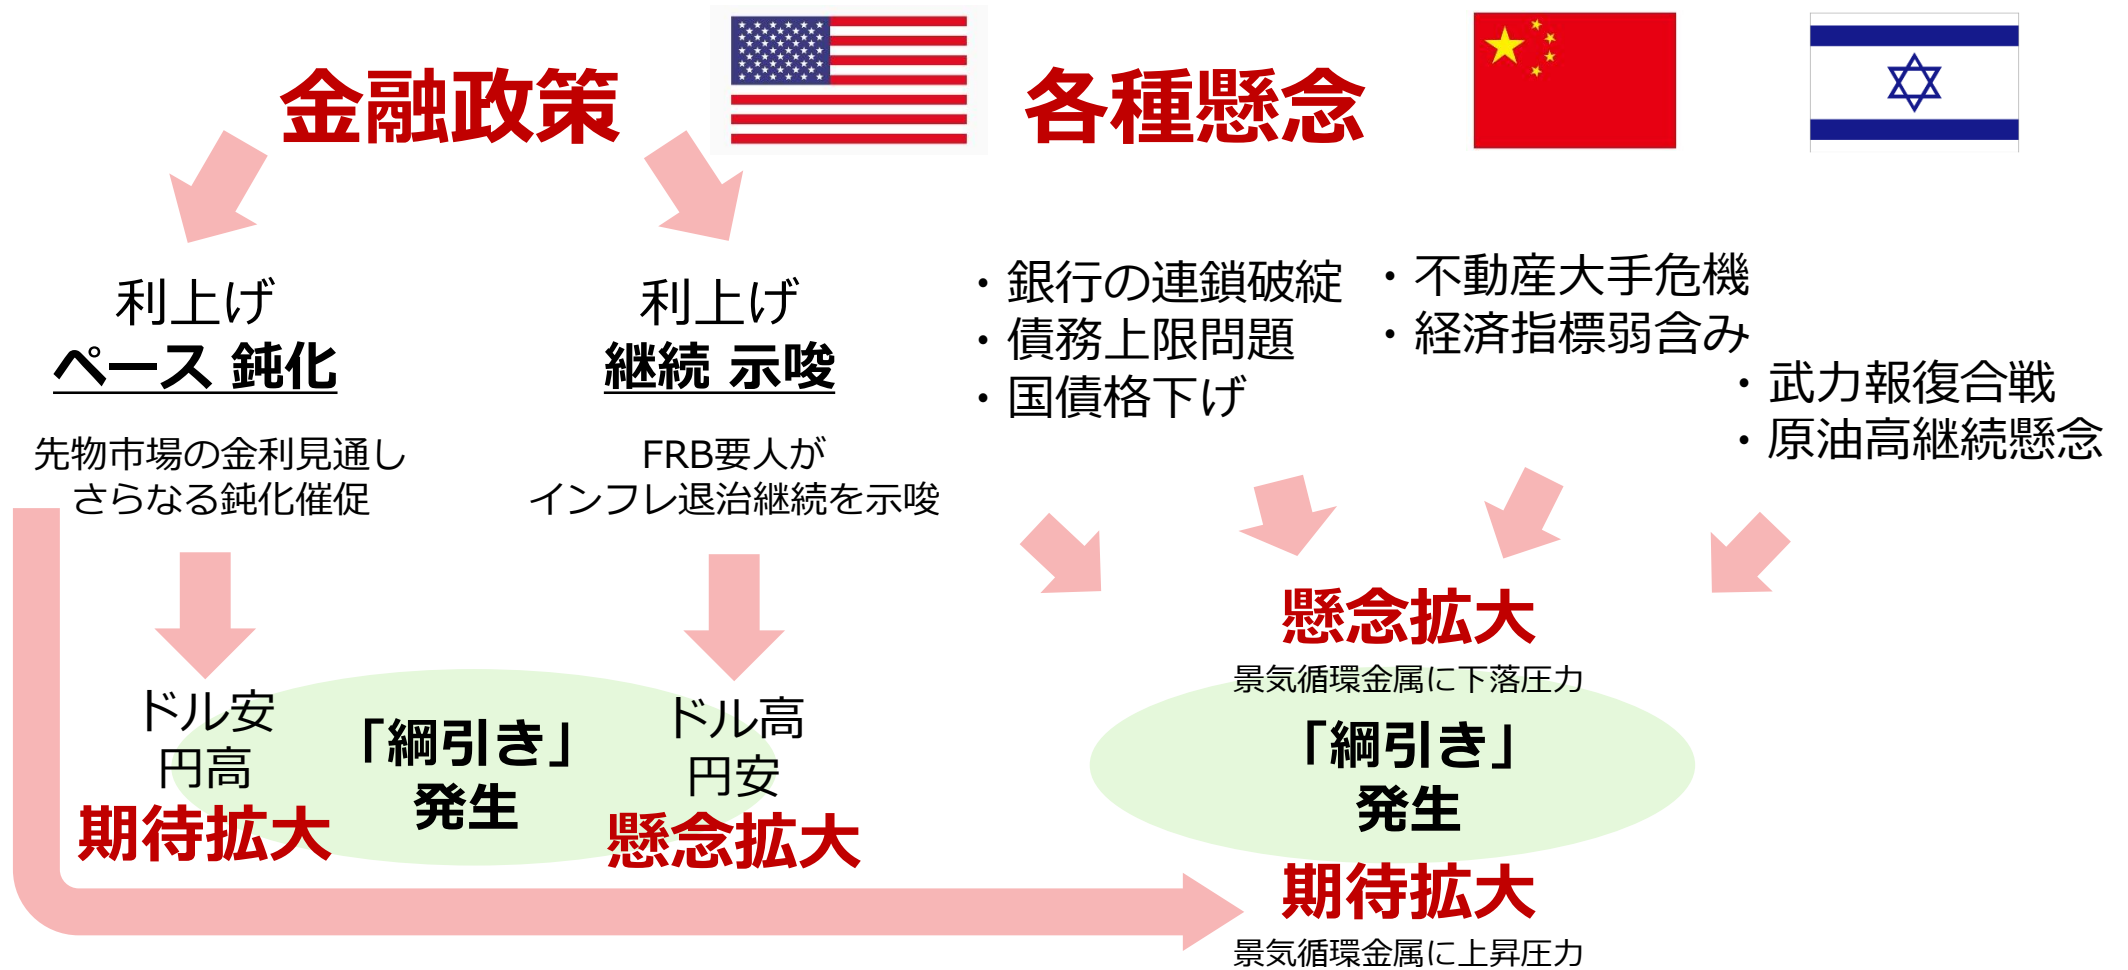 金融政策
各種懸念
利上げ
ペース 鈍化
先物市場の金利見通し
さらなる鈍化催促
利上げ
継続 示唆
FRB要人が
インフレ退治継続を示唆
・銀行の連鎖破綻
・債務上限問題
・国債格下げ
・不動産大手危機
・経済指標弱含み
・武力報復合戦
・原油高継続懸念
ドル安
円高
期待拡大
「綱引き」
発生
ドル高
円安
懸念拡大
懸念拡大
景気循環金属に下落圧力
「綱引き」
発生
期待拡大
景気循環金属に上昇圧力